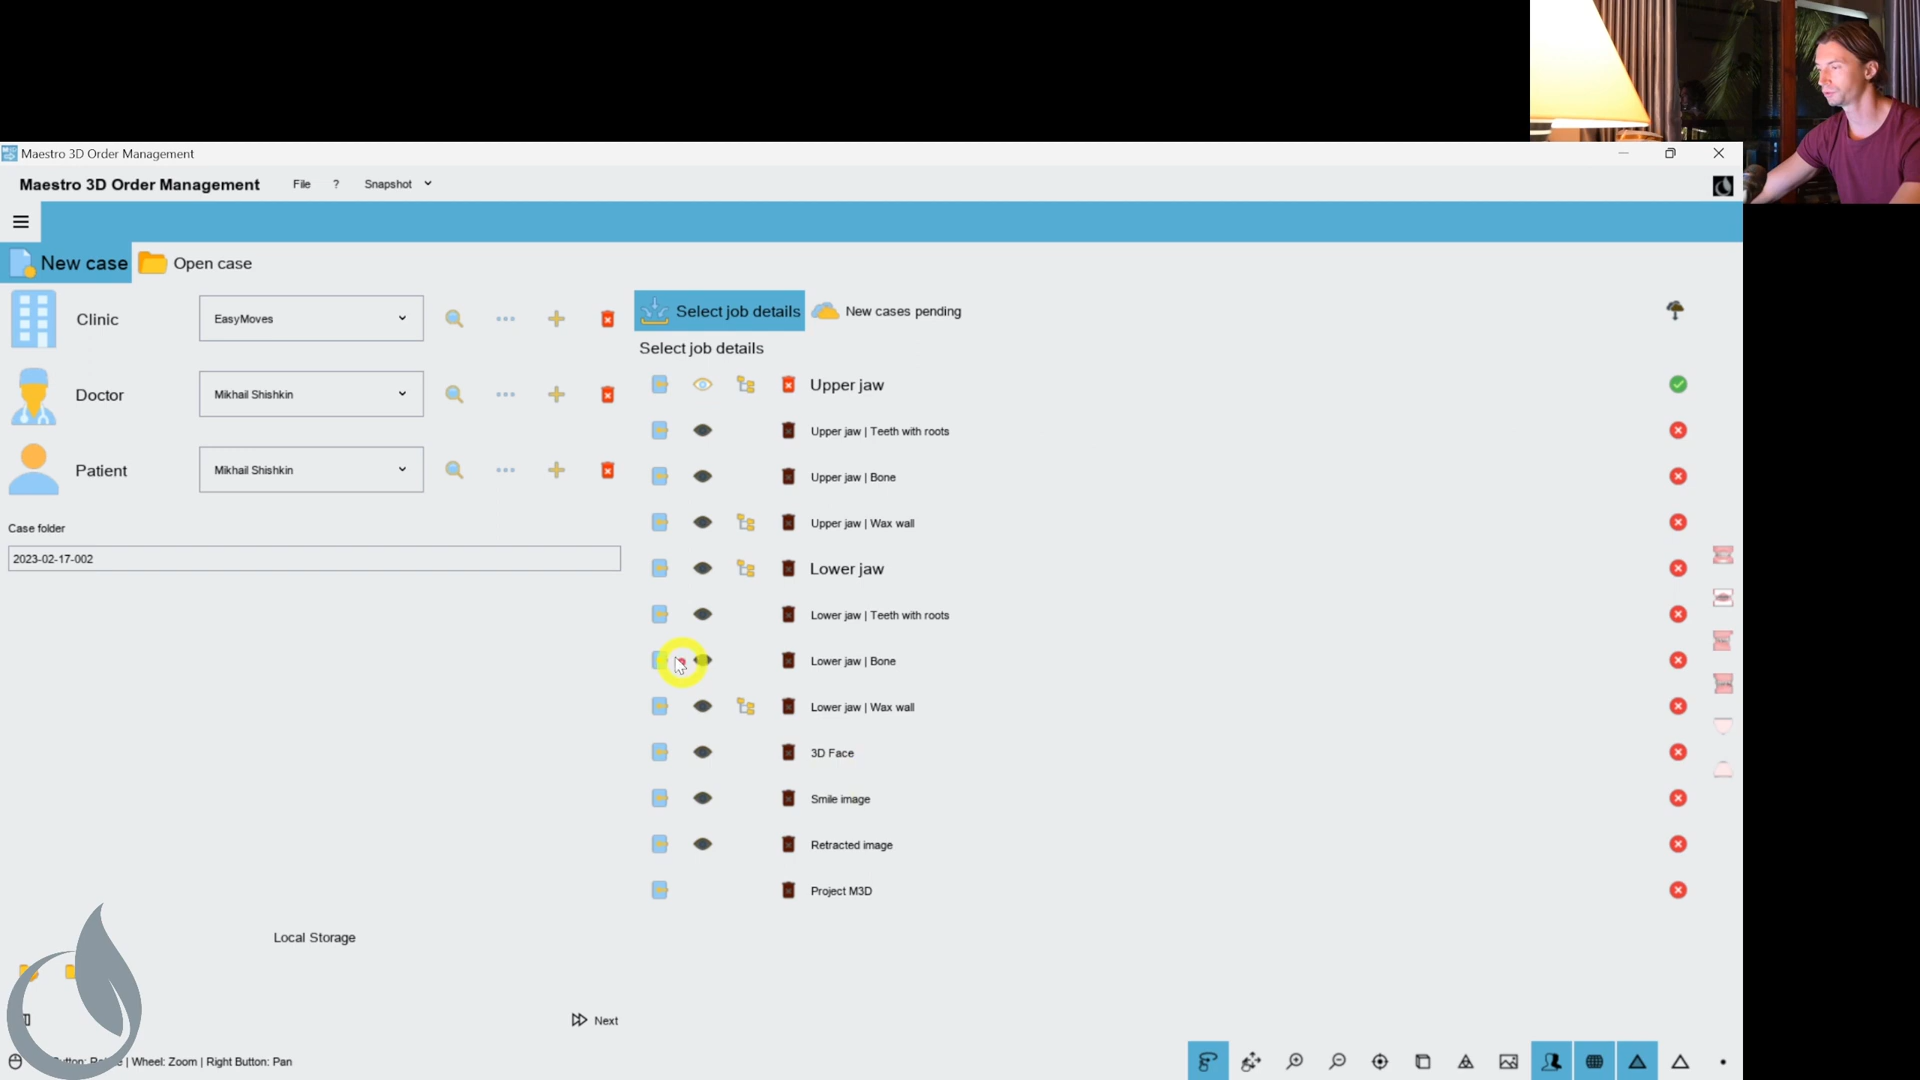 Maestro 3D Order Management
Maestro 3D Order Management File ? Snapshot
New case Open case
Clinic EasyMoves
Select job details New cases pending
Select job details
Doctor Mikhail Shishkin
Patient Mikhail Shishkin
Case folder
2023-02-17-002
Upper jaw
Upper jaw | Teeth with roots
Upper jaw | Bone
Upper jaw | Wax wall
Lower jaw
Lower jaw | Teeth with roots
Lower jaw | Bone
Lower jaw | Wax wall
3D Face
Smile image
Retracted image
Project M3D
Local Storage
Next
| Wheel: Zoom | Right Button: Pan